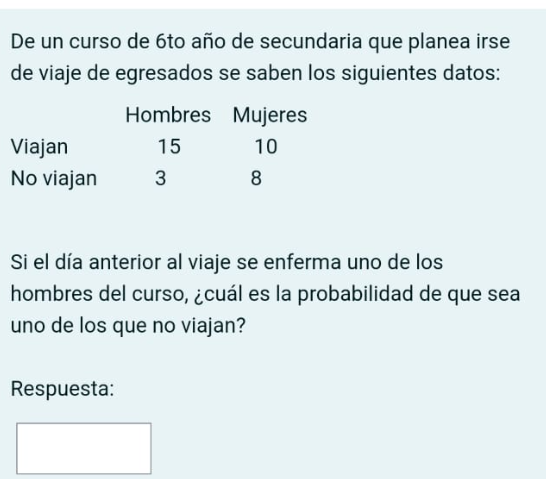 De un curso de 6to año de secundaria que planea irse
de viaje de egresados se saben los siguientes datos:
Hombres Mujeres
Viajan 15 10
No viajan 3 8
Si el día anterior al viaje se enferma uno de los
hombres del curso, ¿cuál es la probabilidad de que sea
uno de los que no viajan?
Respuesta: